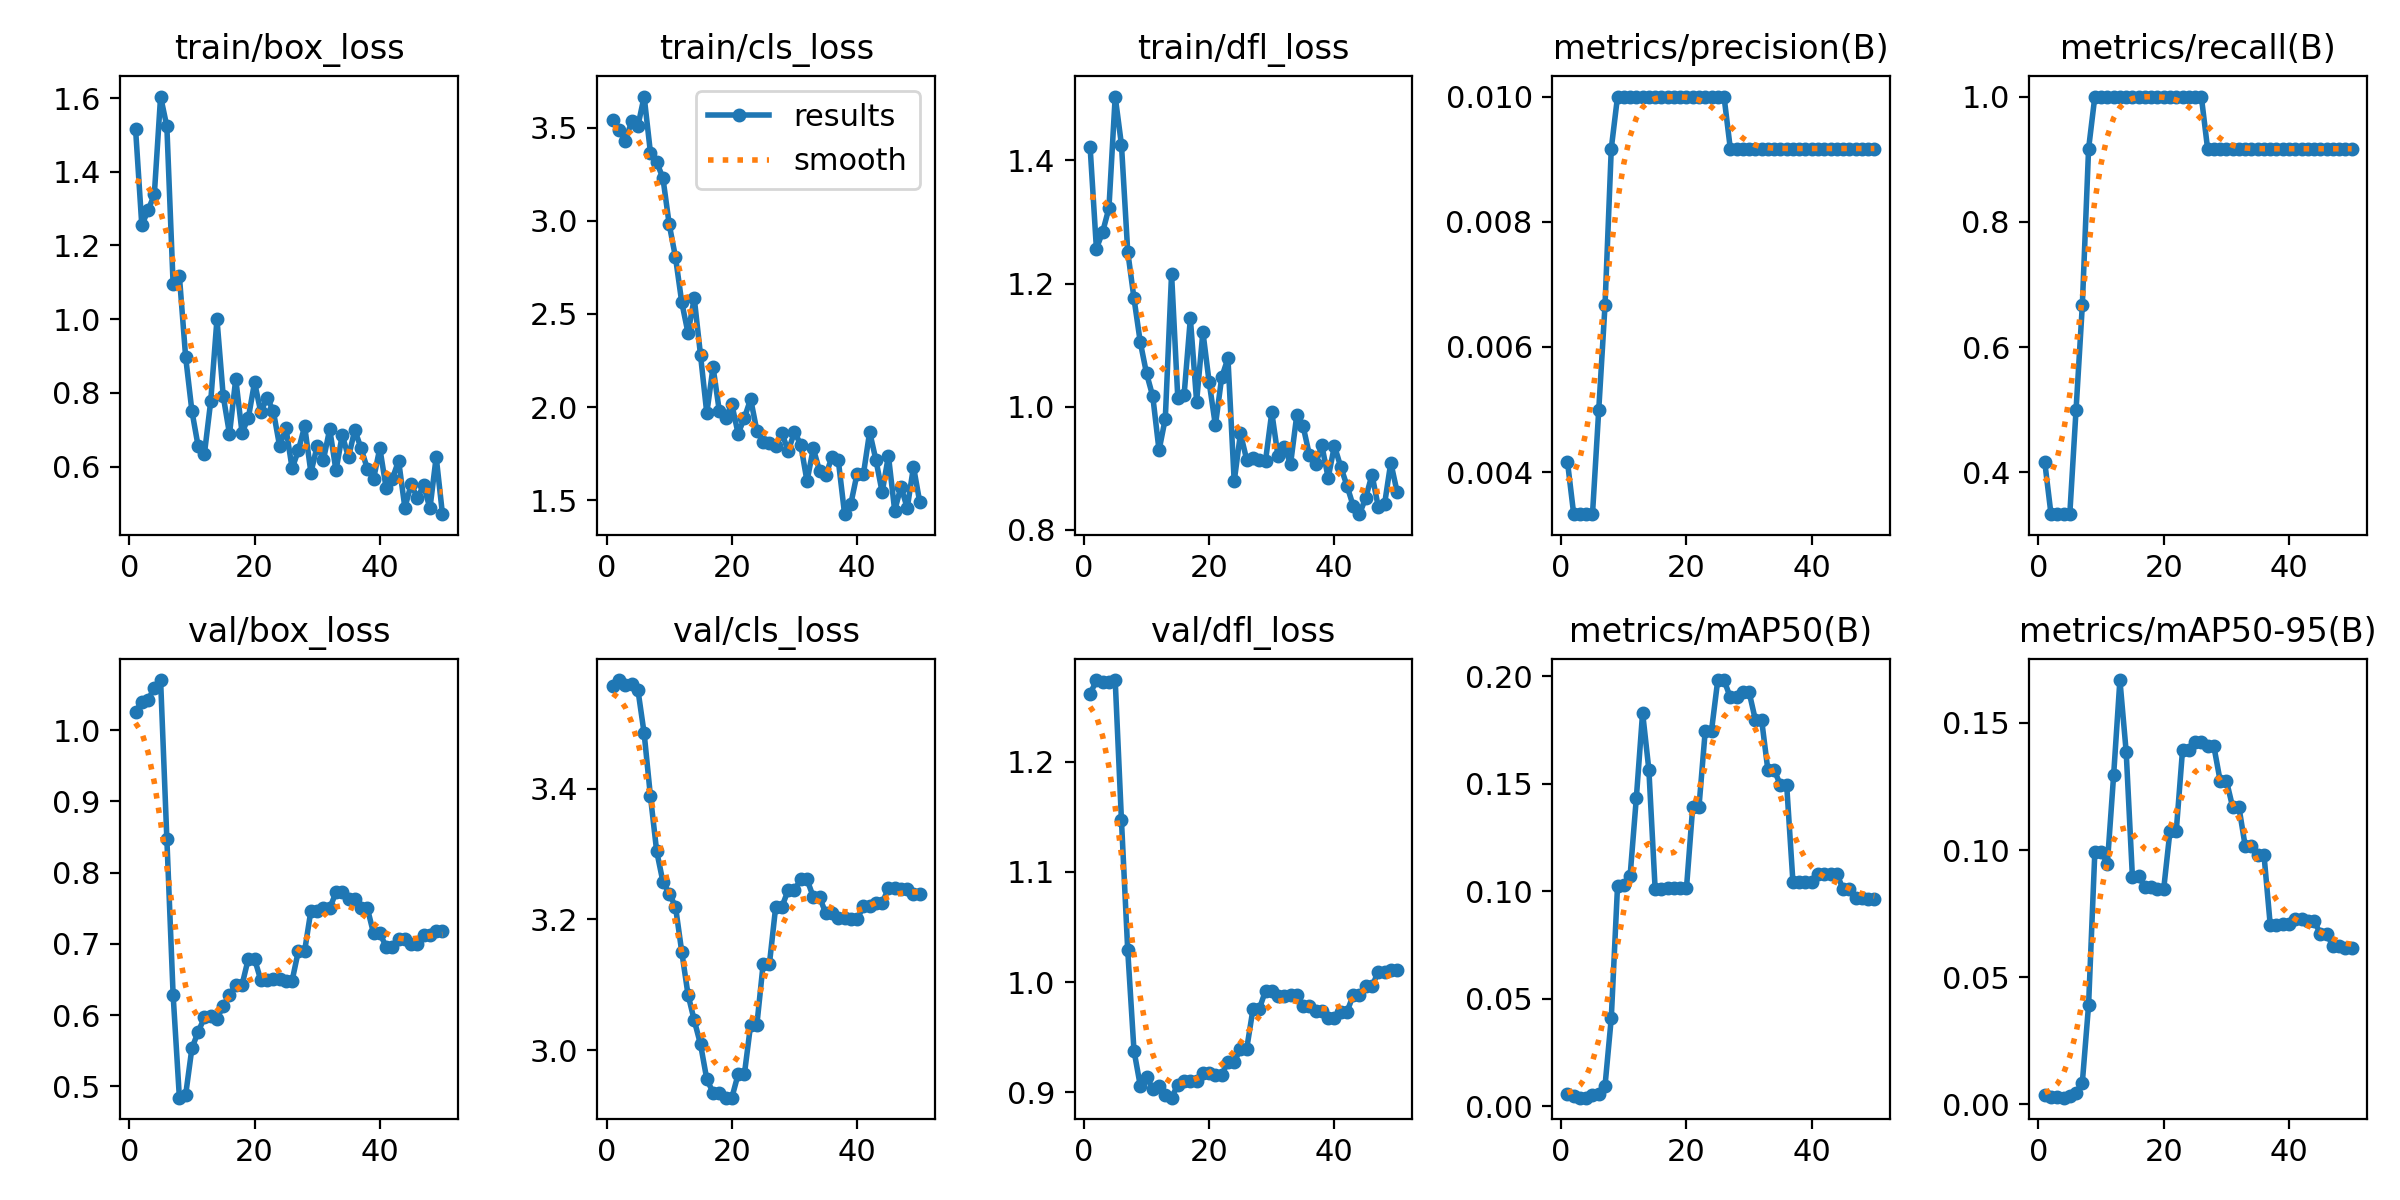 train/box_loss
1.6
1.4
1.2
1.0
0.8
0.6
0 20 40
train/cls_loss
results
smooth
3.5
3.0
2.5
2.0
1.5
0 20 40
train/dfl_loss
1.4
1.2
1.0
0.8
0 20 40
metrics/precision(B)
0.010
0.008
0.006
0.004
0 20 40
metrics/recall(B)
1.0
0.8
0.6
0.4
0 20 40
val/box_loss
1.0
0.9
0.8
0.7
0.6
0.5
0 20 40
val/cls_loss
3.4
3.2
3.0
0 20 40
val/dfl_loss
1.2
1.1
1.0
0.9
0 20 40
metrics/mAP50(B)
0.20
0.15
0.10
0.05
0.00
0 20 40
metrics/mAP50-95(B)
0.15
0.10
0.05
0.00
0 20 40